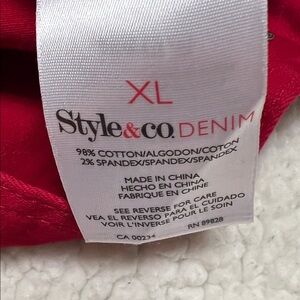 XL
Style&co. DENIM
98% COTTON/ALGODON/COTON
2% SPANDEX/SPANDEX/SPANDEX
MADE IN CHINA
HECHO EN CHINA
FABRIQUE EN CHINE
SEE REVERSE FOR CARE
VEA EL REVERSO PARA EL CUIDADO
VOIR L'INVERSE POUR LE SOIN
CA 00234 RN 89828